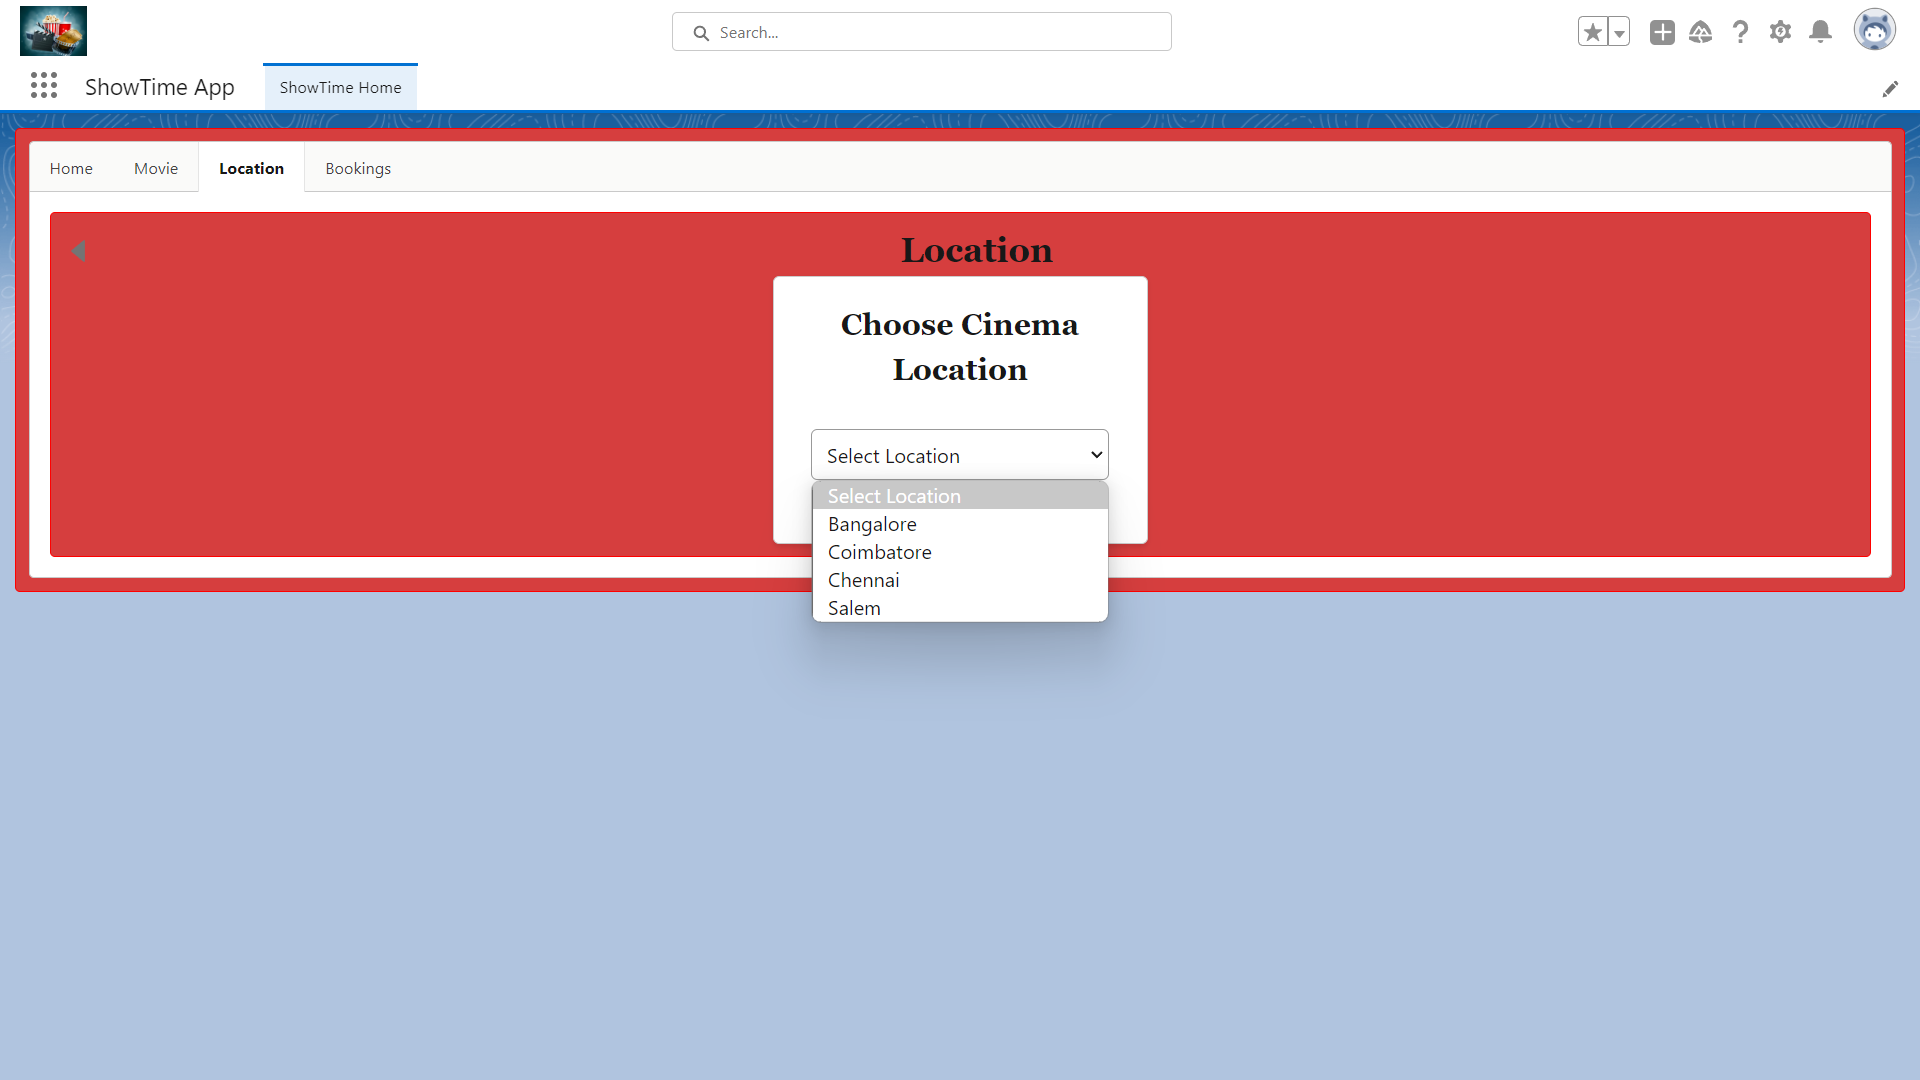 Search...
ShowTime App
ShowTime Home
Home
Movie
Location
Bookings
Location
Choose Cinema
Location
Select Location
Select Location
Bangalore
Coimbatore
Chennai
Salem